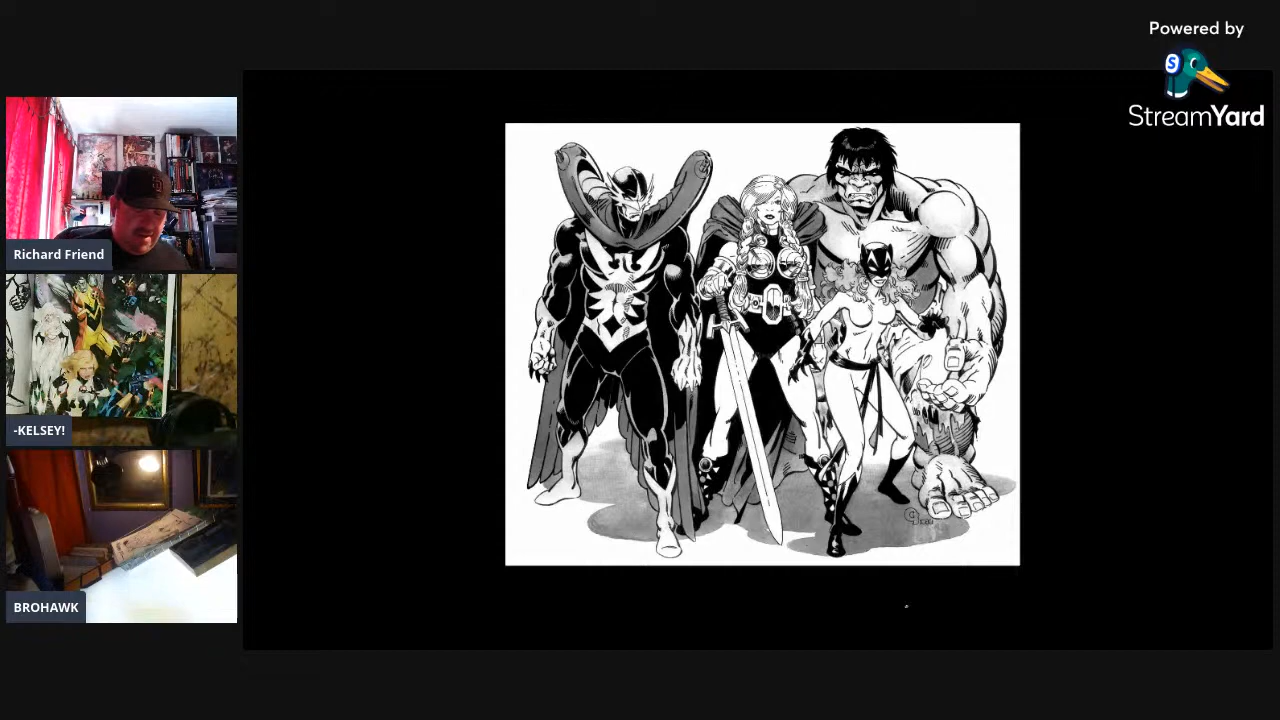 Powered by
S
StreamYard
Richard Friend
-KELSEY!
BROHAWK